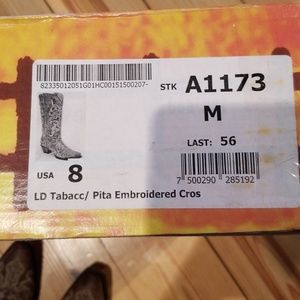 82335012051G01HC00151500207-
STK A1173
M
LAST: 56
USA 8
7 500290 285192
LD Tabacc/ Pita Embroidered Cros